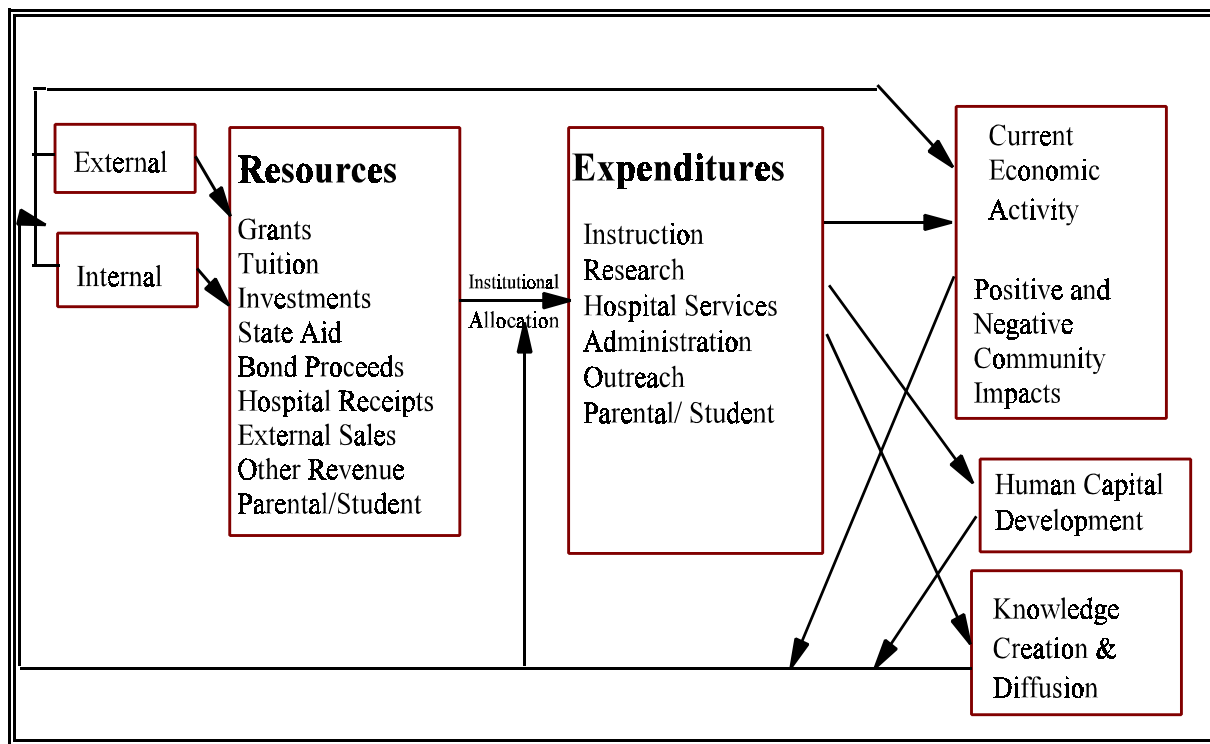 External
Internal
Resources
Grants
Tuition
Investments
State Aid
Bond Proceeds
Hospital Receipts
External Sales
Other Revenue
Parental/Student
Institutional
Allocation
Expenditures
Instruction
Research
Hospital Services
Administration
Outreach
Parental/ Student
Current
Economic
Activity
Positive and
Negative
Community
Impacts
Human Capital
Development
Knowledge
Creation &
Diffusion